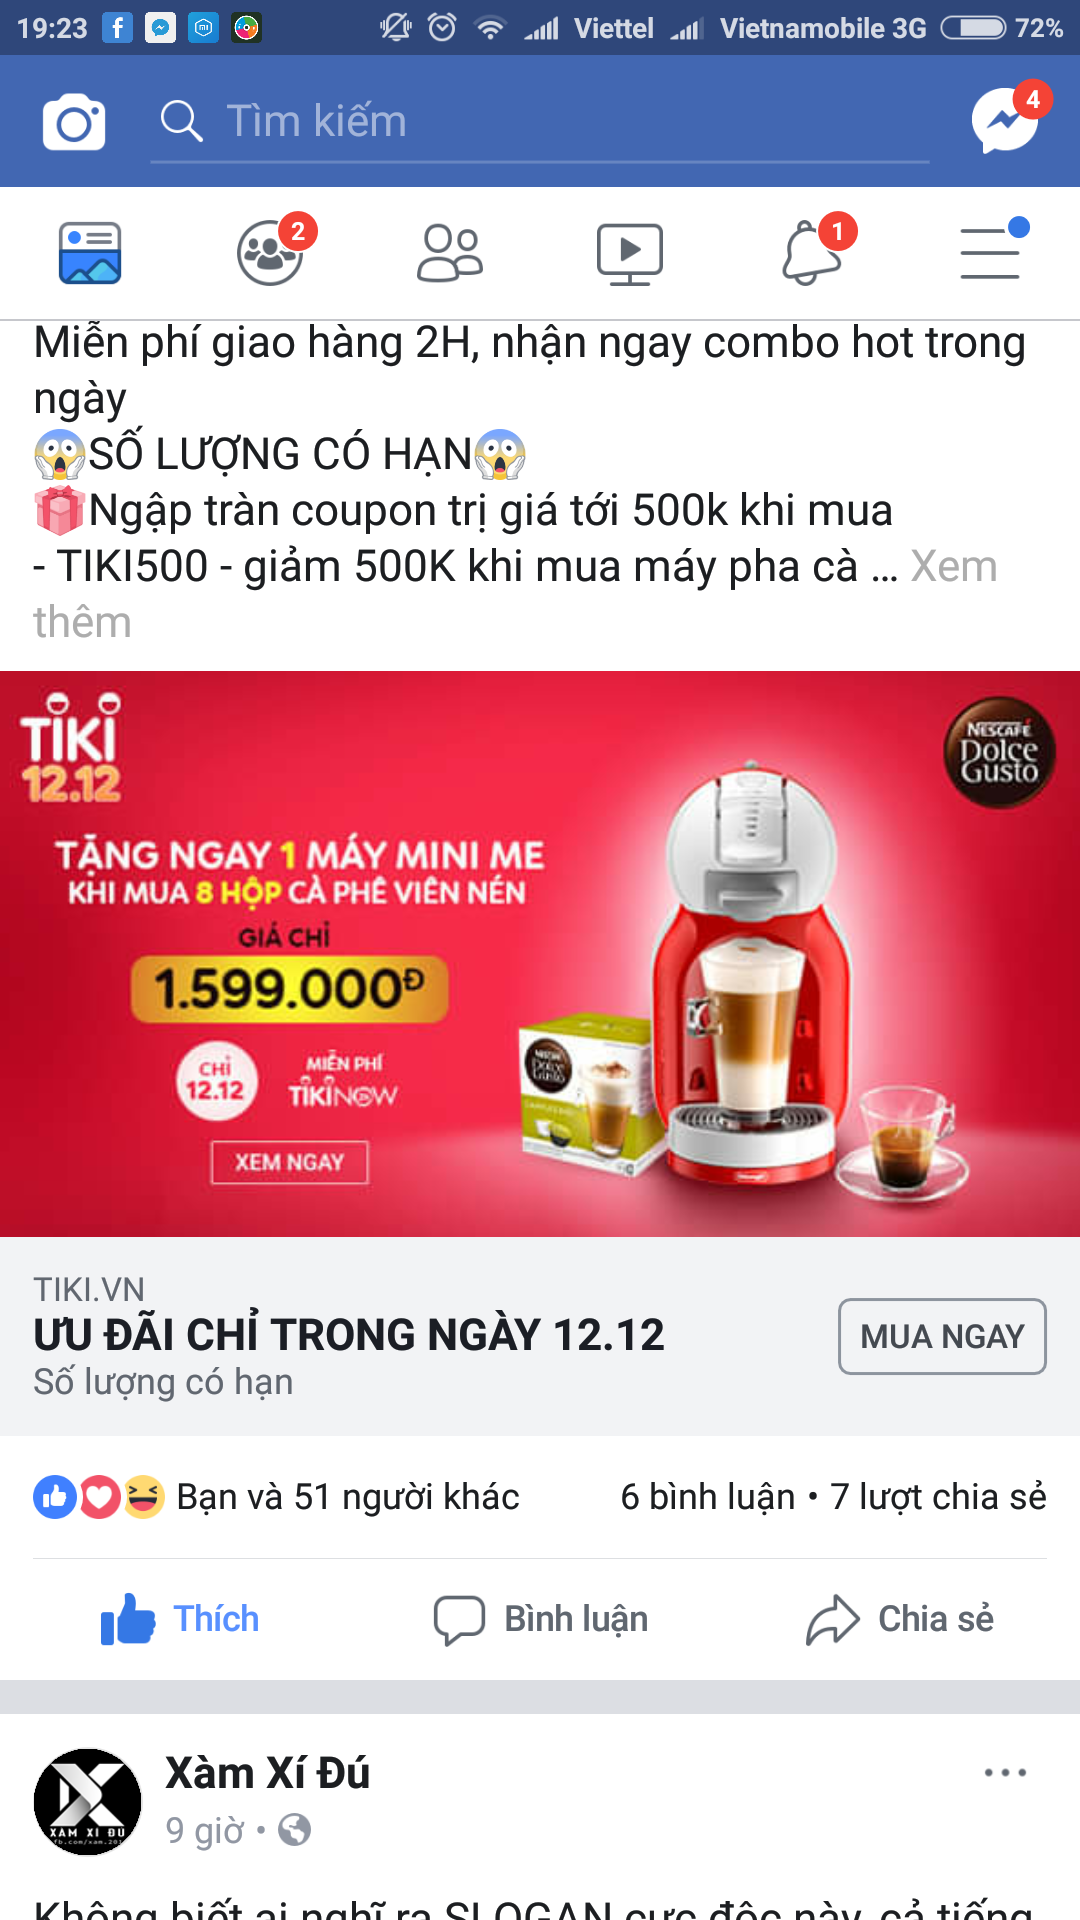 19:23 Viettel Vietnamobile 3G 72%
Tìm kiếm 4
2 1
Miễn phí giao hàng 2H, nhận ngay combo hot trong
ngày
😱SỐ LƯỢNG CÓ HẠN😱
🎁Ngập tràn coupon trị giá tới 500k khi mua
- TIKI500 - giảm 500K khi mua máy pha cà ... Xem
thêm
TIKI
12.12
NESCAFÉ
Dolce
Gusto
TẶNG NGAY 1 MÁY MINI ME
KHI MUA 8 HỘP CÀ PHÊ VIÊN NÉN
GIÁ CHỈ
1.599.000Đ
CHỈ
12.12
MIỄN PHÍ
TIKINOW
XEM NGAY
TIKI.VN
ƯU ĐÃI CHỈ TRONG NGÀY 12.12
Số lượng có hạn
MUA NGAY
Bạn và 51 người khác 6 bình luận • 7 lượt chia sẻ
Thích Bình luận Chia sẻ
XAM XI ĐU
Xàm Xí Đú
9 giờ •
Không biết ai nghĩ ra SLOGAN cực độc này, cả tiếng